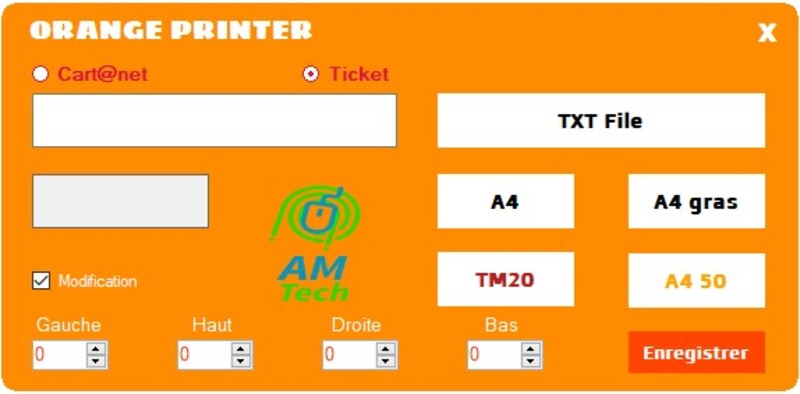 ORANGE PRINTER X
Cart@net Ticket
TXT File
A4 A4 gras
AM
Tech
Modification
TM20 A4 50
Gauche Haut Droite Bas
0 0 0 0
Enregistrer